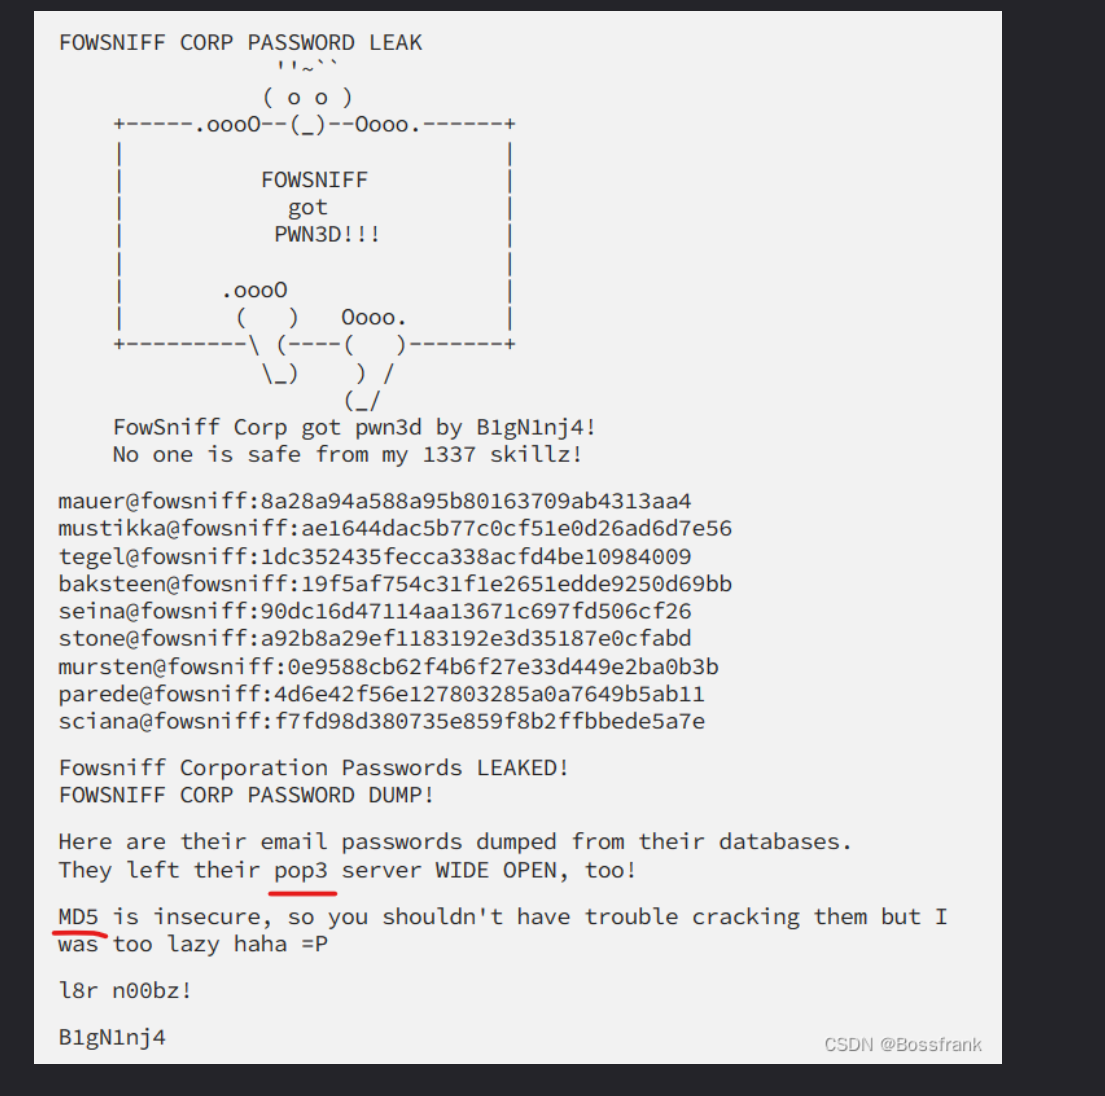 FOWSNIFF CORP PASSWORD LEAK
''~``
( o o )
+-----.oooO--(_)--Oooo.------+
|                            |
|          FOWSNIFF          |
|            got             |
|           PWN3D!!!         |
|                            |
|       .oooO                |
|        (   )   Oooo.       |
+---------\ (----(   )-------+
\_)    ) /
(_/
FowSniff Corp got pwn3d by B1gN1nj4!
No one is safe from my 1337 skillz!
mauer@fowsniff:8a28a94a588a95b80163709ab4313aa4
mustikka@fowsniff:ae1644dac5b77c0cf51e0d26ad6d7e56
tegel@fowsniff:1dc352435fecca338acfd4be10984009
baksteen@fowsniff:19f5af754c31f1e2651edde9250d69bb
seina@fowsniff:90dc16d47114aa13671c697fd506cf26
stone@fowsniff:a92b8a29ef1183192e3d35187e0cfabd
mursten@fowsniff:0e9588cb62f4b6f27e33d449e2ba0b3b
parede@fowsniff:4d6e42f56e127803285a0a7649b5ab11
sciana@fowsniff:f7fd98d380735e859f8b2ffbbede5a7e
Fowsniff Corporation Passwords LEAKED!
FOWSNIFF CORP PASSWORD DUMP!
Here are their email passwords dumped from their databases.
They left their pop3 server WIDE OPEN, too!
MD5 is insecure, so you shouldn't have trouble cracking them but I
was too lazy haha =P
l8r n00bz!
B1gN1nj4
CSDN @Bossfrank